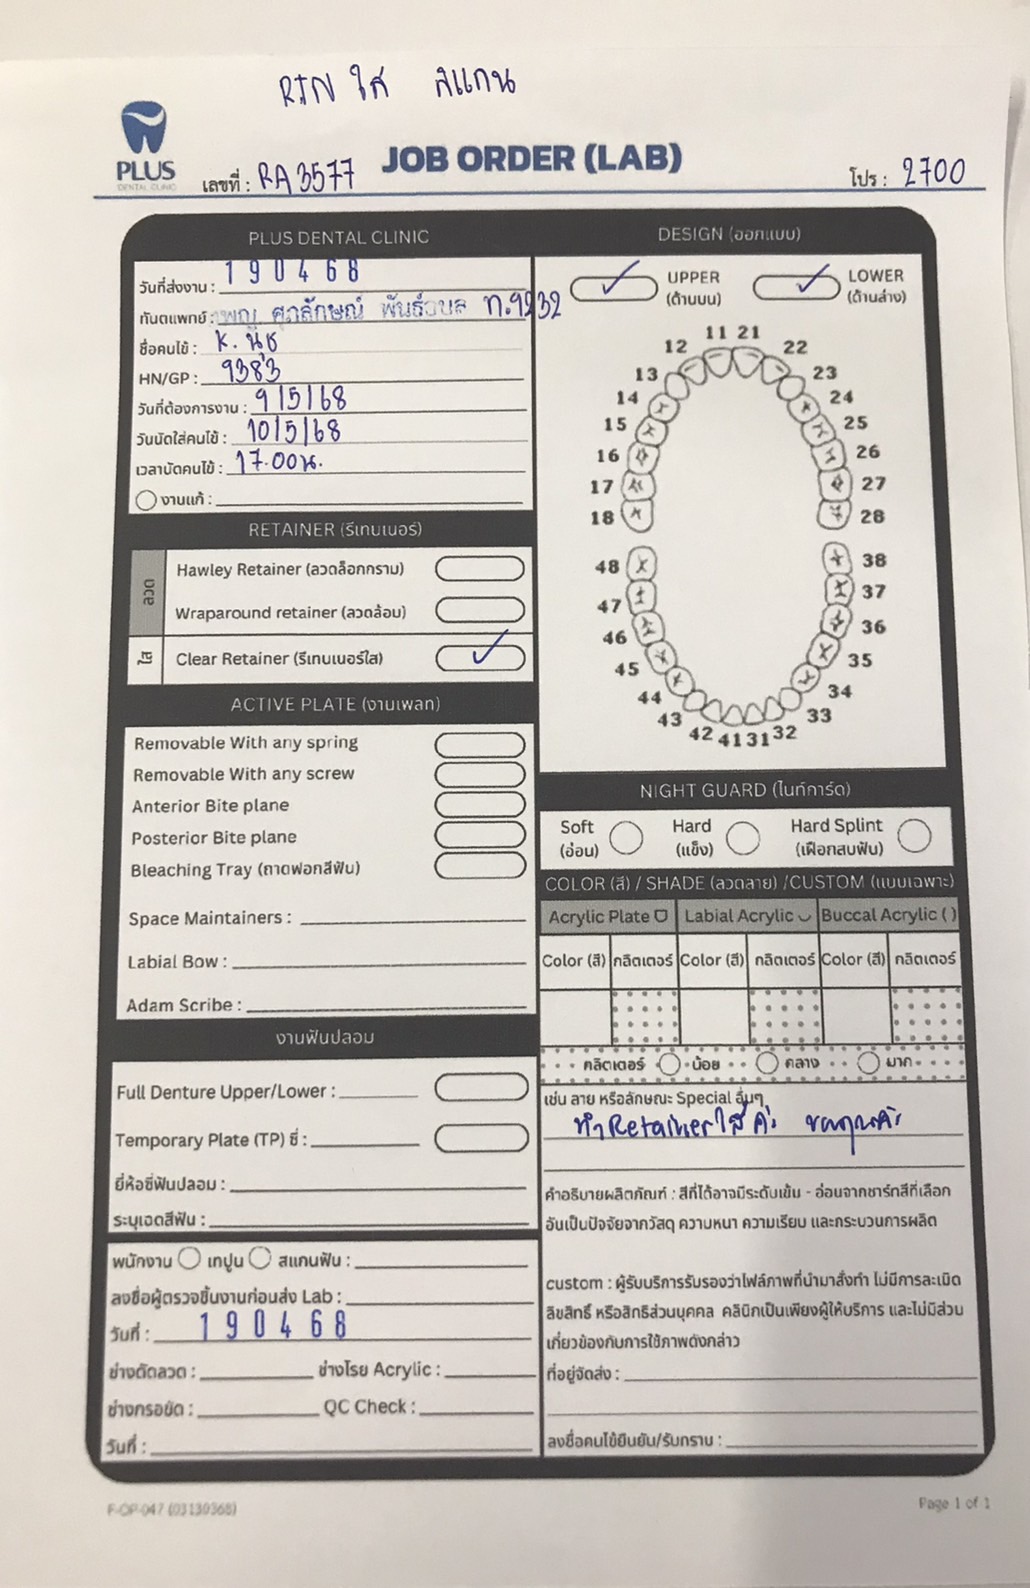 RTN ใส สแกน
PLUS
DENTAL CLINIC
เลขที่ : RA3577
JOB ORDER (LAB)
โปร : 2700
PLUS DENTAL CLINIC
วันที่ส่งงาน : 190468
ทันตแพทย์ : ท.9232
ชื่อคนไข้ : K. นุช
HN/GP : 9383
วันที่ต้องการงาน : 9/5/68
วันนัดใส่คนไข้ : 10/5/68
เวลานัดคนไข้ : 17.00น.
งานแก้ :
DESIGN (ออกแบบ)
UPPER
(ด้านบน)
LOWER
(ด้านล่าง)
11 21
12 22
13 23
14 24
15 25
16 26
17 27
18 28
48 38
47 37
46 36
45 35
44 34
43 33
42 41 31 32
RETAINER (รีเทนเนอร์)
ลวด
Hawley Retainer (ลวดล็อกกราม)
Wraparound retainer (ลวดล้อม)
ใส
Clear Retainer (รีเทนเนอร์ใส)
ACTIVE PLATE (งานเพลท)
Removable With any spring
Removable With any screw
Anterior Bite plane
Posterior Bite plane
Bleaching Tray (ถาดฟอกสีฟัน)
Space Maintainers :
Labial Bow :
Adam Scribe :
NIGHT GUARD (ไนท์การ์ด)
Soft
(อ่อน)
Hard
(แข็ง)
Hard Splint
(เฝือกสบฟัน)
COLOR (สี) / SHADE (ลวดลาย) /CUSTOM (แบบเฉพาะ)
Acrylic Plate Labial Acrylic Buccal Acrylic ( )
Color (สี) กลิตเตอร์ Color (สี) กลิตเตอร์ Color (สี) กลิตเตอร์
กลิตเตอร์ น้อย กลาง มาก
เช่น ลาย หรือลักษณะ Special อื่นๆ
ทำ Retainer ใส ค่ะ ขอบคุณค่ะ
คำอธิบายผลิตภัณฑ์ : สีที่ได้อาจมีระดับเข้ม - อ่อนจากชาร์ทสีที่เลือก
อันเป็นปัจจัยจากวัสดุ ความหนา ความเรียบ และกระบวนการผลิต
custom : ผู้รับบริการรับรองว่าไฟล์ภาพที่นำมาสั่งทำ ไม่มีการละเมิด
ลิขสิทธิ์ หรือสิทธิส่วนบุคคล คลินิกเป็นเพียงผู้ให้บริการ และไม่มีส่วน
เกี่ยวข้องกับการใช้ภาพดังกล่าว
ที่อยู่จัดส่ง :
ลงชื่อคนไข้ยืนยัน/รับทราบ :
งานฟันปลอม
Full Denture Upper/Lower :
Temporary Plate (TP) ซี่ :
ยี่ห้อซี่ฟันปลอม :
ระบุเฉดสีฟัน :
พนักงาน เทปูน สแกนฟัน :
ลงชื่อผู้ตรวจชิ้นงานก่อนส่ง Lab :
วันที่ : 190468
ช่างดัดลวด : ช่างโรย Acrylic :
ช่างกรอขัด : QC Check :
วันที่ :
F-OP-047 (03130368)
Page 1 of 1